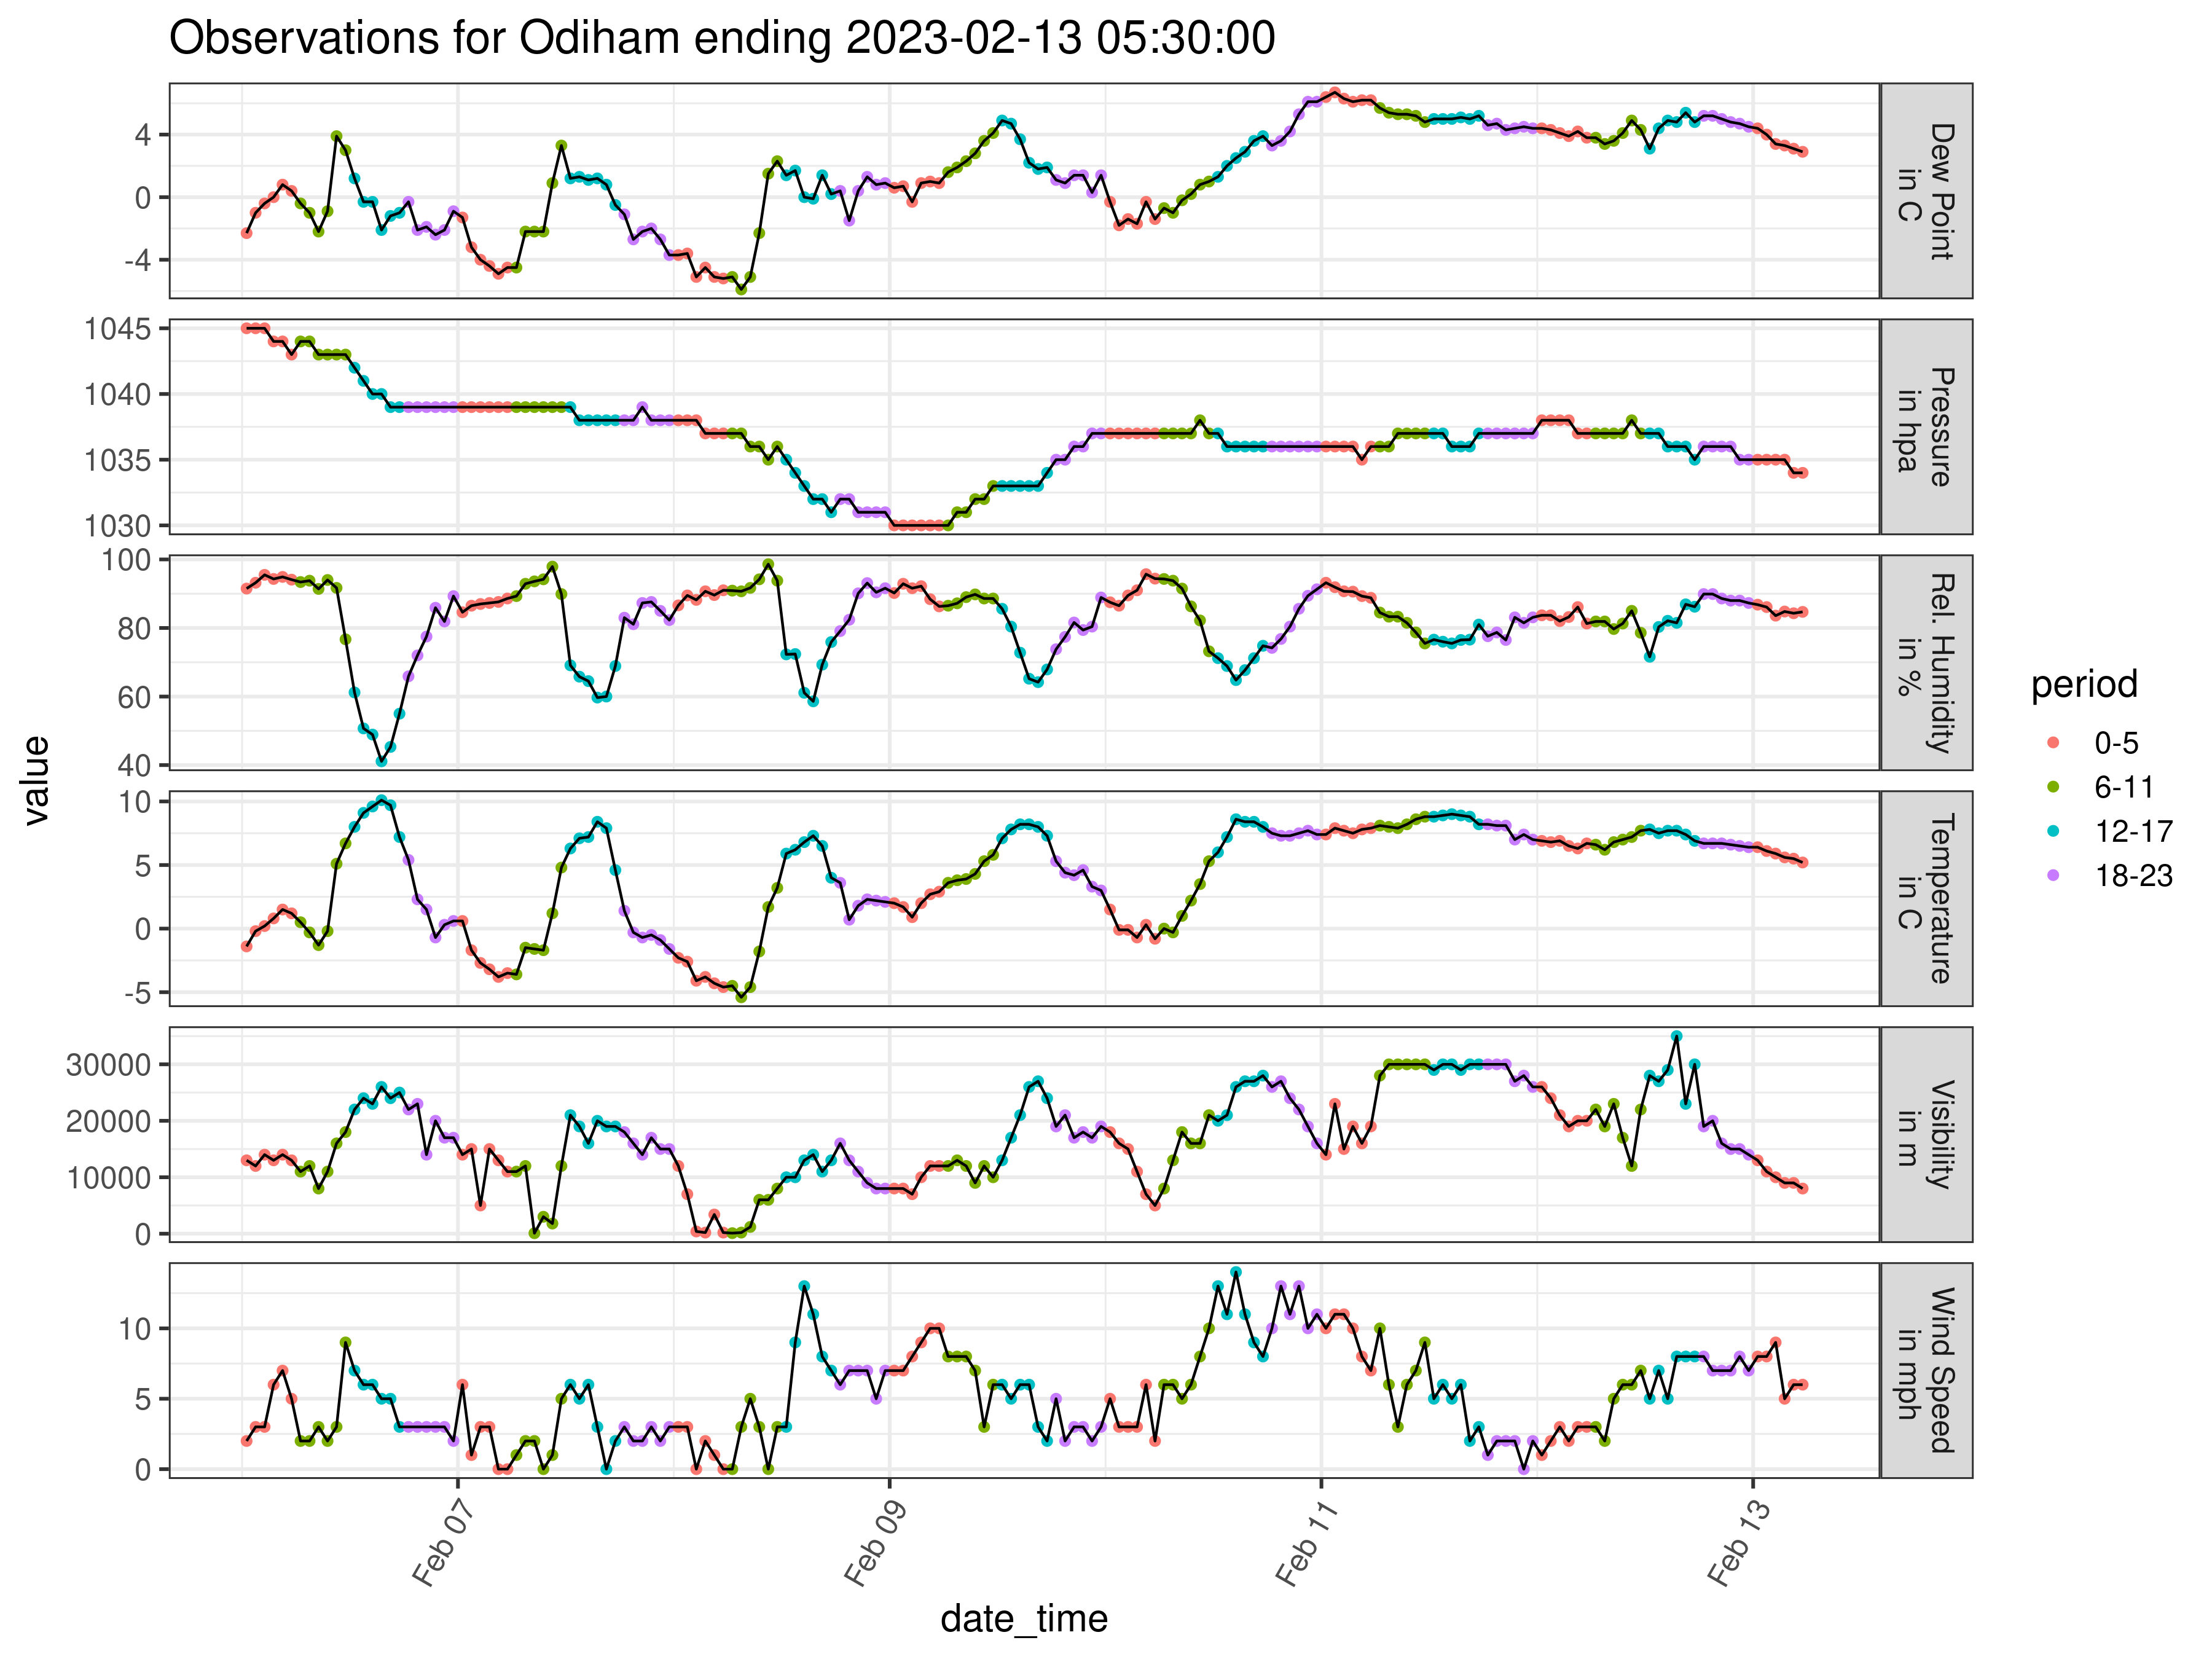 Observations for Odiham ending 2023-02-13 05:30:00
value
4
0
-4
Dew Point
in C
1045
1040
1035
1030
Pressure
in hpa
100
80
60
40
Rel. Humidity
in %
10
5
0
-5
Temperature
in C
30000
20000
10000
0
Visibility
in m
10
5
0
Wind Speed
in mph
Feb 07
Feb 09
Feb 11
Feb 13
date_time
period
0-5
6-11
12-17
18-23